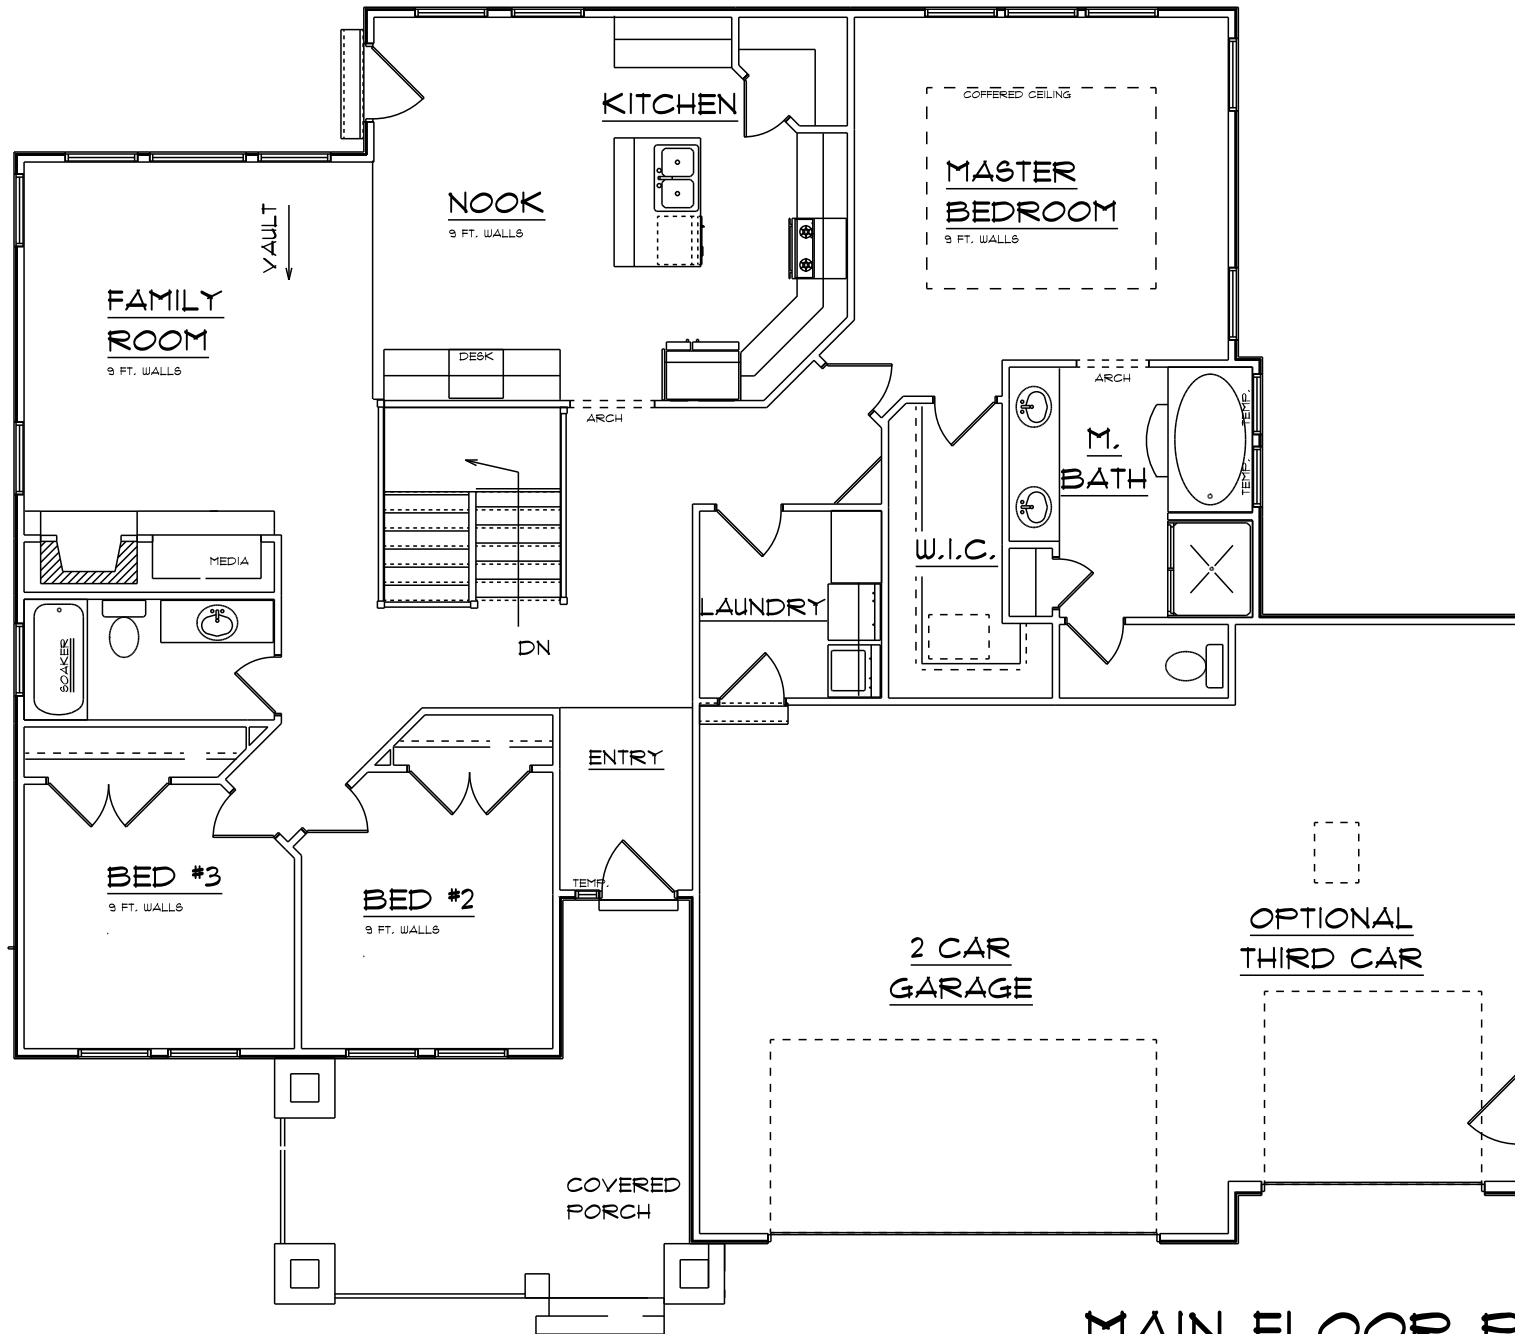 COFFERED CEILING
KITCHEN
MASTER
BEDROOM
9 FT. WALLS
NOOK
9 FT. WALLS
VAULT
FAMILY
ROOM
9 FT. WALLS
DESK
ARCH
ARCH
TEMP.
TEMP.
M.
BATH
W.I.C.
MEDIA
LAUNDRY
SOAKER
DN
ENTRY
TEMP.
BED #3
9 FT. WALLS
BED #2
9 FT. WALLS
2 CAR
GARAGE
OPTIONAL
THIRD CAR
COVERED
PORCH
MAIN FLOOR